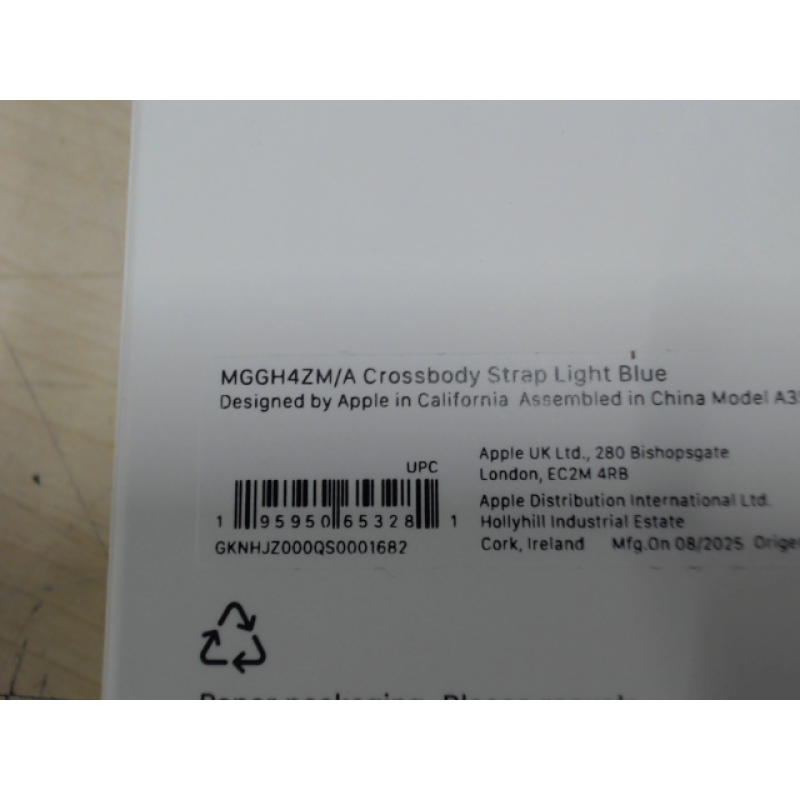 MGGH4ZM/A Crossbody Strap Light Blue
Designed by Apple in California Assembled in China Model A3
UPC
1 95950 65328 1
GKNHJZ000QS0001682
Apple UK Ltd., 280 Bishopsgate
London, EC2M 4RB
Apple Distribution International Ltd.
Hollyhill Industrial Estate
Cork, Ireland Mfg.On 08/2025